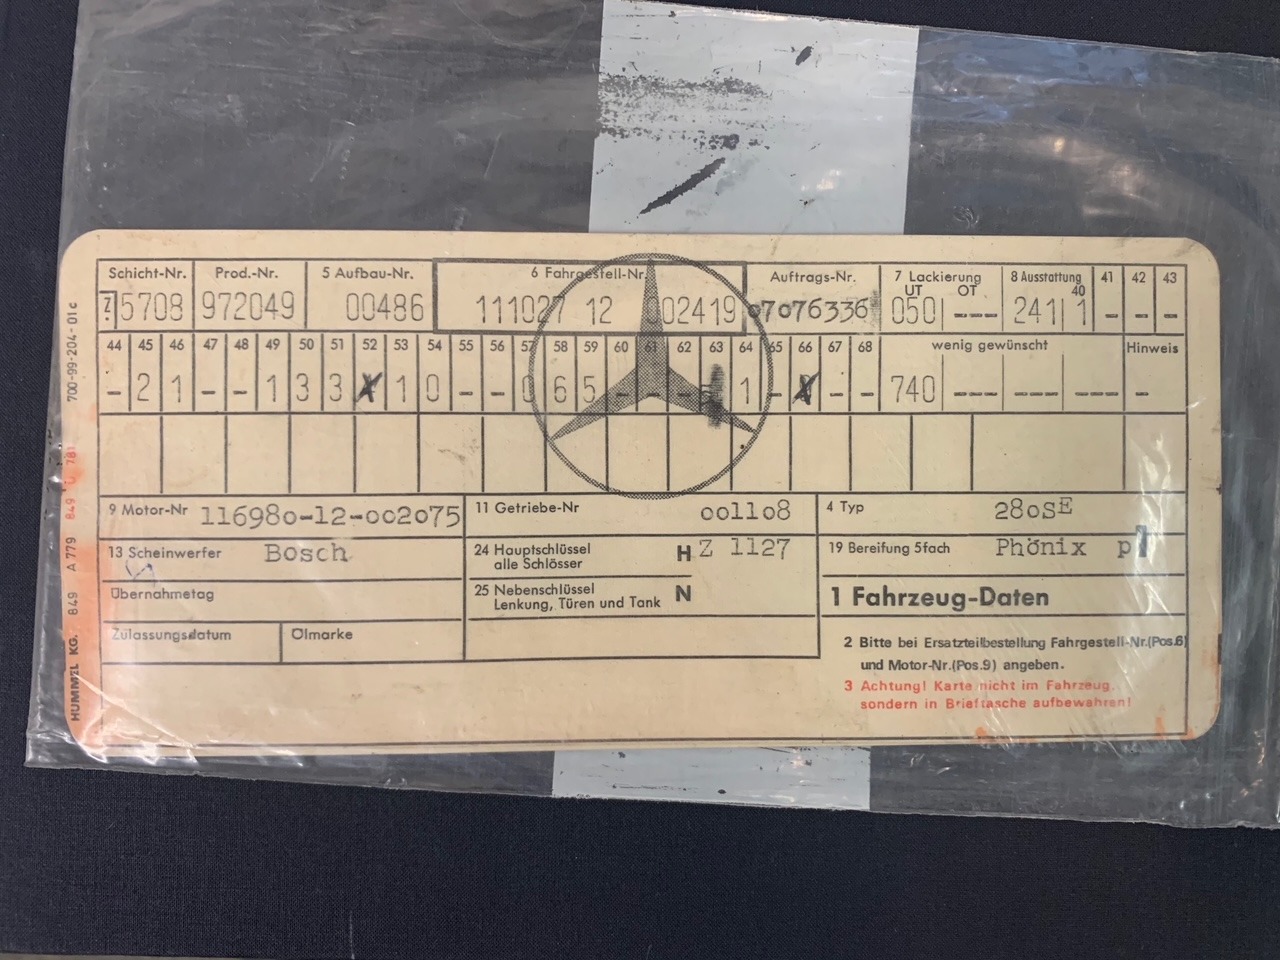 Schicht-Nr. Prod.-Nr. 5 Aufbau-Nr. 6 Fahrgestell-Nr. Auftrags-Nr. 7 Lackierung 8 Ausstattung 41 42 43
UT OT 40
Z 5708 972049 00486 111027 12 002419 07076336 050 --- 241 1 - - -
44 45 46 47 48 49 50 51 52 53 54 55 56 57 58 59 60 61 62 63 64 65 66 67 68 wenig gewünscht Hinweis
- 2 1 - - 1 3 3 1 0 - - 0 6 5 - - - 1 - - - 740 --- --- --- -
9 Motor-Nr 116980-12-002075 11 Getriebe-Nr 001108 4 Typ 280SE
13 Scheinwerfer Bosch 24 Hauptschlüssel alle Schlösser H Z 1127 19 Bereifung 5fach Phönix P
Übernahmetag 25 Nebenschlüssel Lenkung, Türen und Tank N 1 Fahrzeug-Daten
Zulassungsdatum Ölmarke
2 Bitte bei Ersatzteilbestellung Fahrgestell-Nr.(Pos.6)
und Motor-Nr.(Pos.9) angeben.
3 Achtung! Karte nicht im Fahrzeug,
sondern in Brieftasche aufbewahren!
HUMMEL KG. 849 A 779 849 U 781 700-99-204-01 c